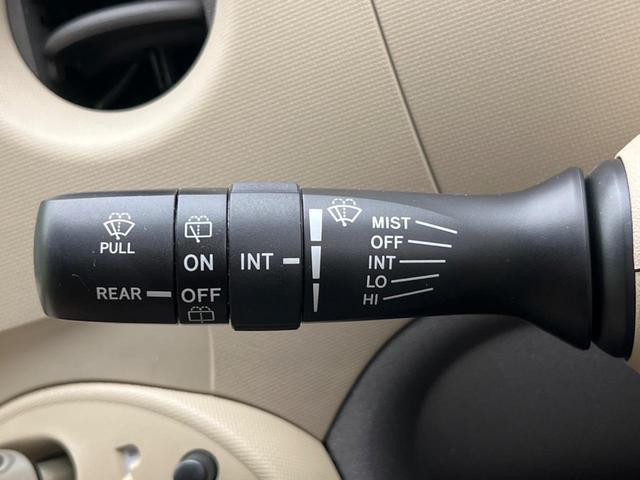 PULL
REAR
ON
OFF
INT
MIST
OFF
INT
LO
HI